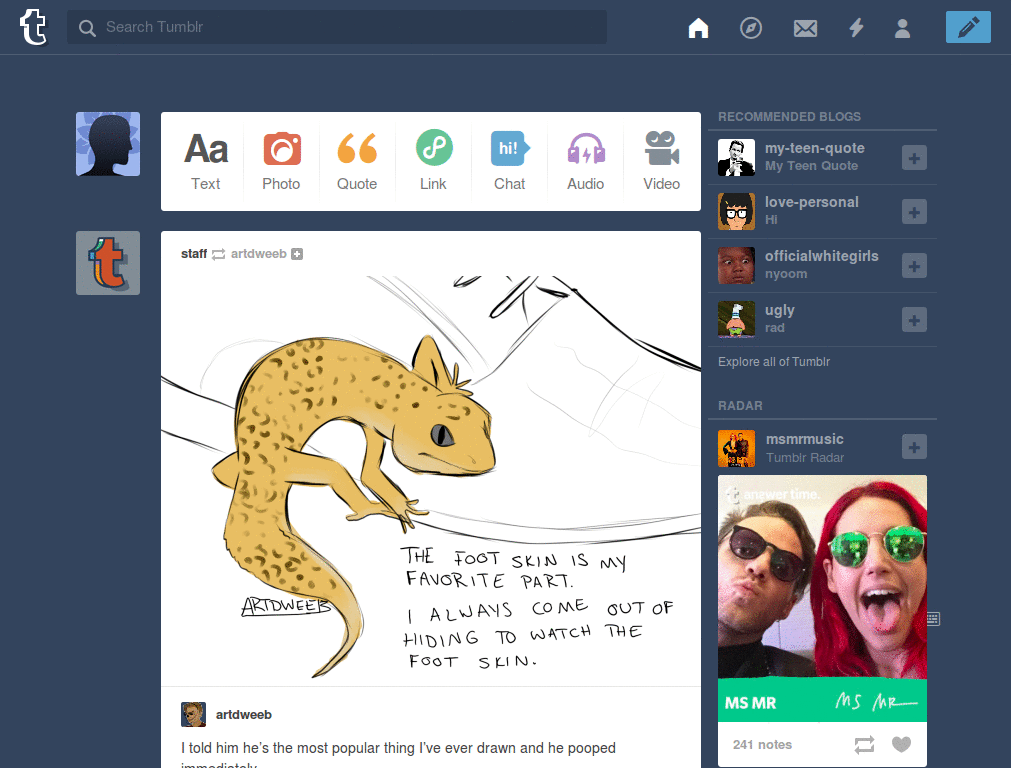 Search Tumblr
Aa
Text
Photo
Quote
Link
hi!
Chat
Audio
Video
staff artdweeb
THE FOOT SKIN IS MY
FAVORITE PART.
I ALWAYS COME OUT OF
HIDING TO WATCH THE
FOOT SKIN.
ARTDWEEB
artdweeb
I told him he's the most popular thing I've ever drawn and he pooped
immediately
RECOMMENDED BLOGS
my-teen-quote
My Teen Quote
love-personal
Hi
officialwhitegirls
nyoom
ugly
rad
Explore all of Tumblr
RADAR
msmrmusic
Tumblr Radar
t answer time.
MS MR
MS MR
241 notes